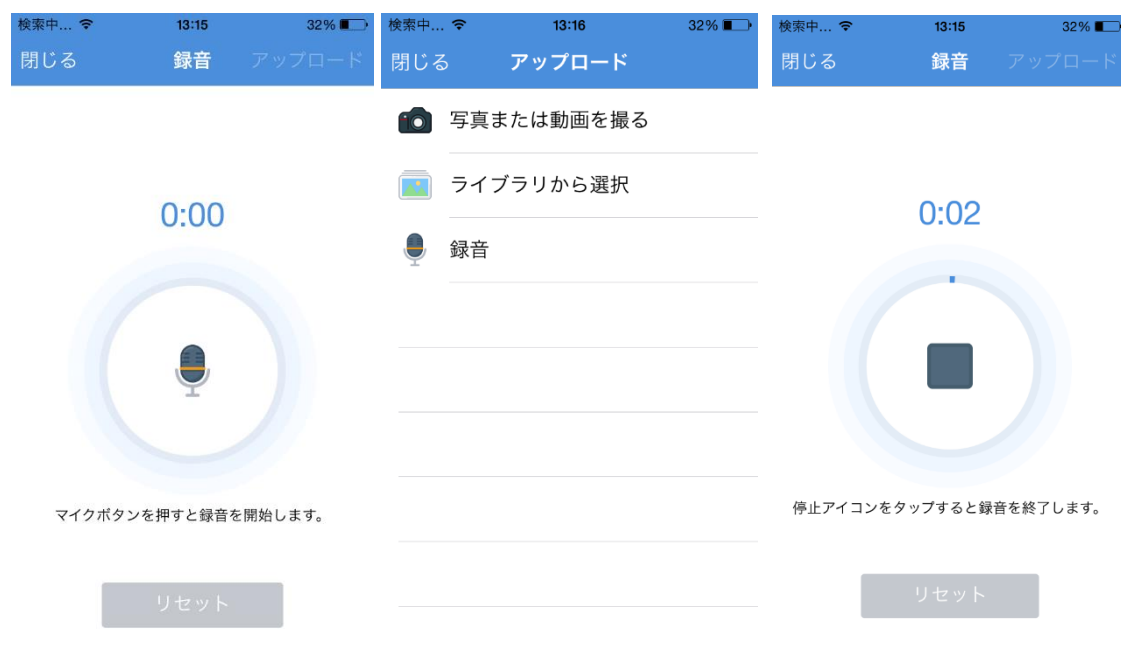 検索中... 13:15 32%
閉じる 録音 アップロード
0:00
マイクボタンを押すと録音を開始します。
リセット
検索中... 13:16 32%
閉じる アップロード
写真または動画を撮る
ライブラリから選択
録音
検索中... 13:15 32%
閉じる 録音 アップロード
0:02
停止アイコンをタップすると録音を終了します。
リセット